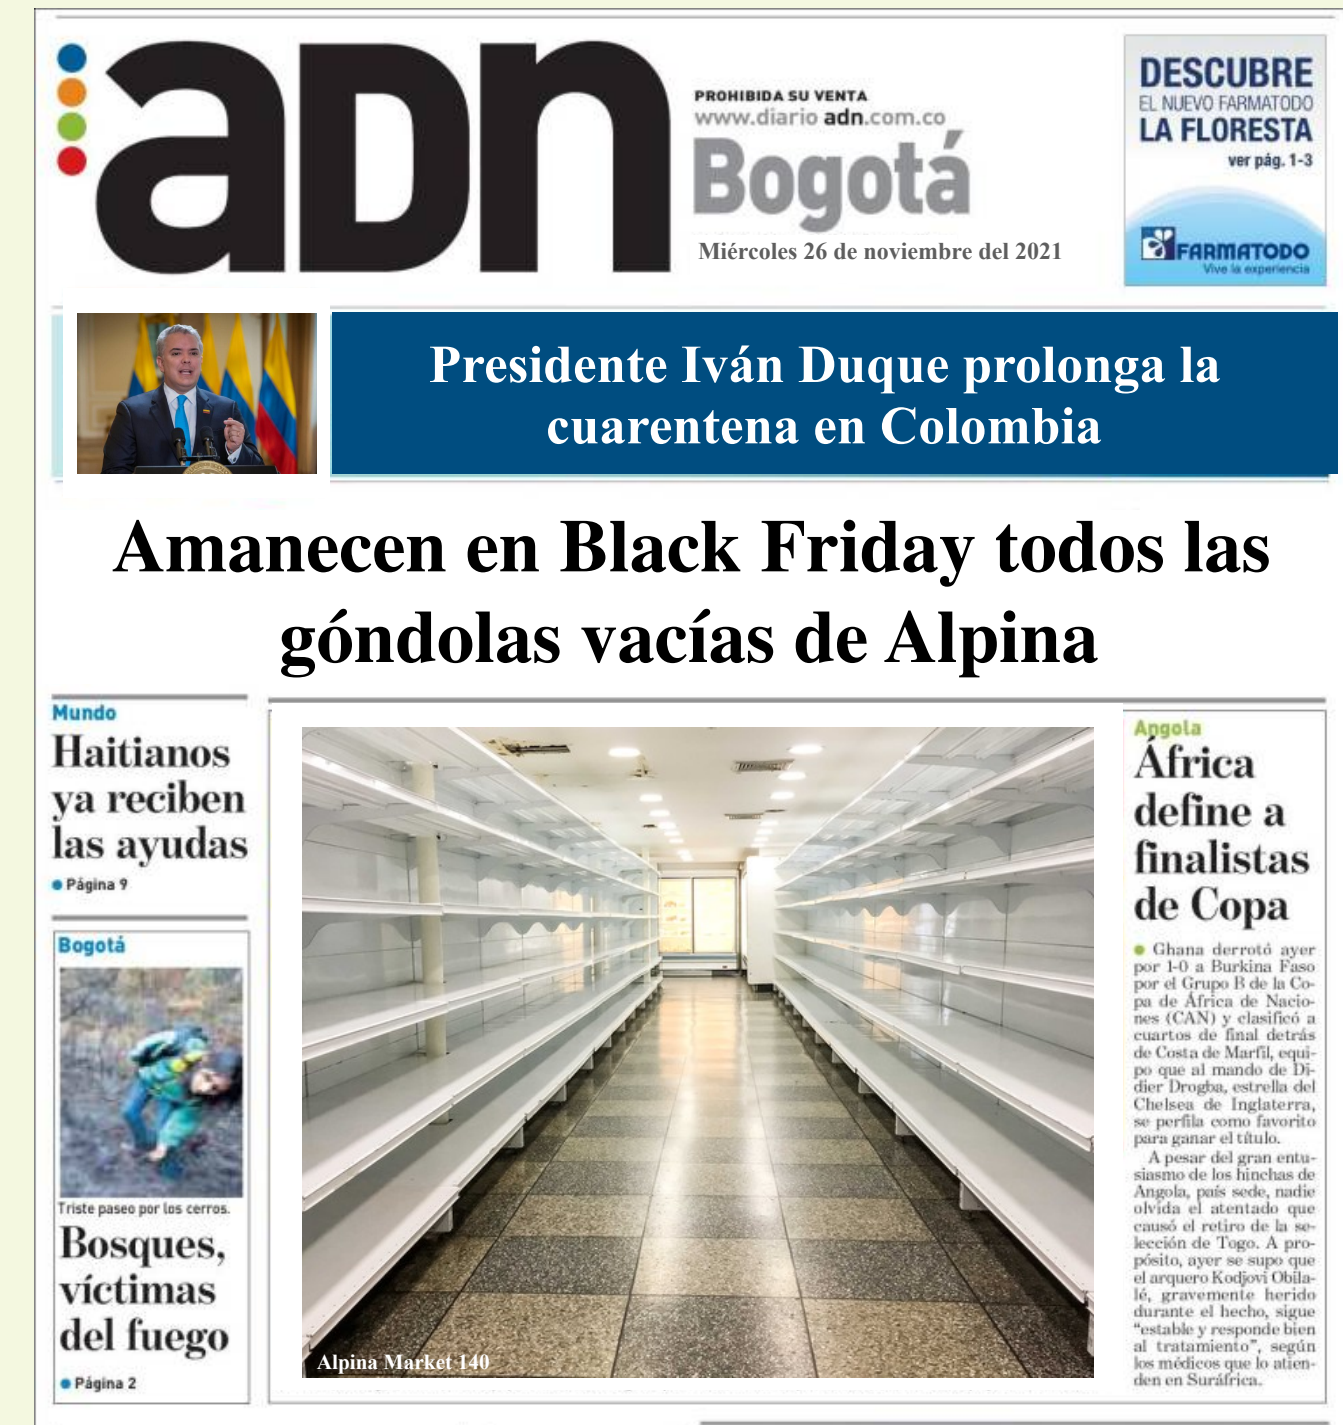 adn
PROHIBIDA SU VENTA
www.diario adn.com.co
Bogotá
Miércoles 26 de noviembre del 2021
DESCUBRE
EL NUEVO FARMATODO
LA FLORESTA
ver pág. 1-3
FARMATODO
Vive la experiencia
Presidente Iván Duque prolonga la
cuarentena en Colombia
Amanecen en Black Friday todos las
góndolas vacías de Alpina
Mundo
Haitianos
ya reciben
las ayudas
Página 9
Bogotá
Triste paseo por los cerros.
Bosques,
víctimas
del fuego
Página 2
Alpina Market 140
Angola
África
define a
finalistas
de Copa
Ghana derrotó ayer
por 1-0 a Burkina Faso
por el Grupo B de la Co-
pa de África de Nacio-
nes (CAN) y clasificó a
cuartos de final detrás
de Costa de Marfil, equi-
po que al mando de Di-
dier Drogba, estrella del
Chelsea de Inglaterra,
se perfila como favorito
para ganar el título.
A pesar del gran entu-
siasmo de los hinchas de
Angola, país sede, nadie
olvida el atentado que
causó el retiro de la se-
lección de Togo. A pro-
pósito, ayer se supo que
el arquero Kodjovi Obila-
lé, gravemente herido
durante el hecho, sigue
"estable y responde bien
al tratamiento", según
los médicos que lo atien-
den en Suráfrica.